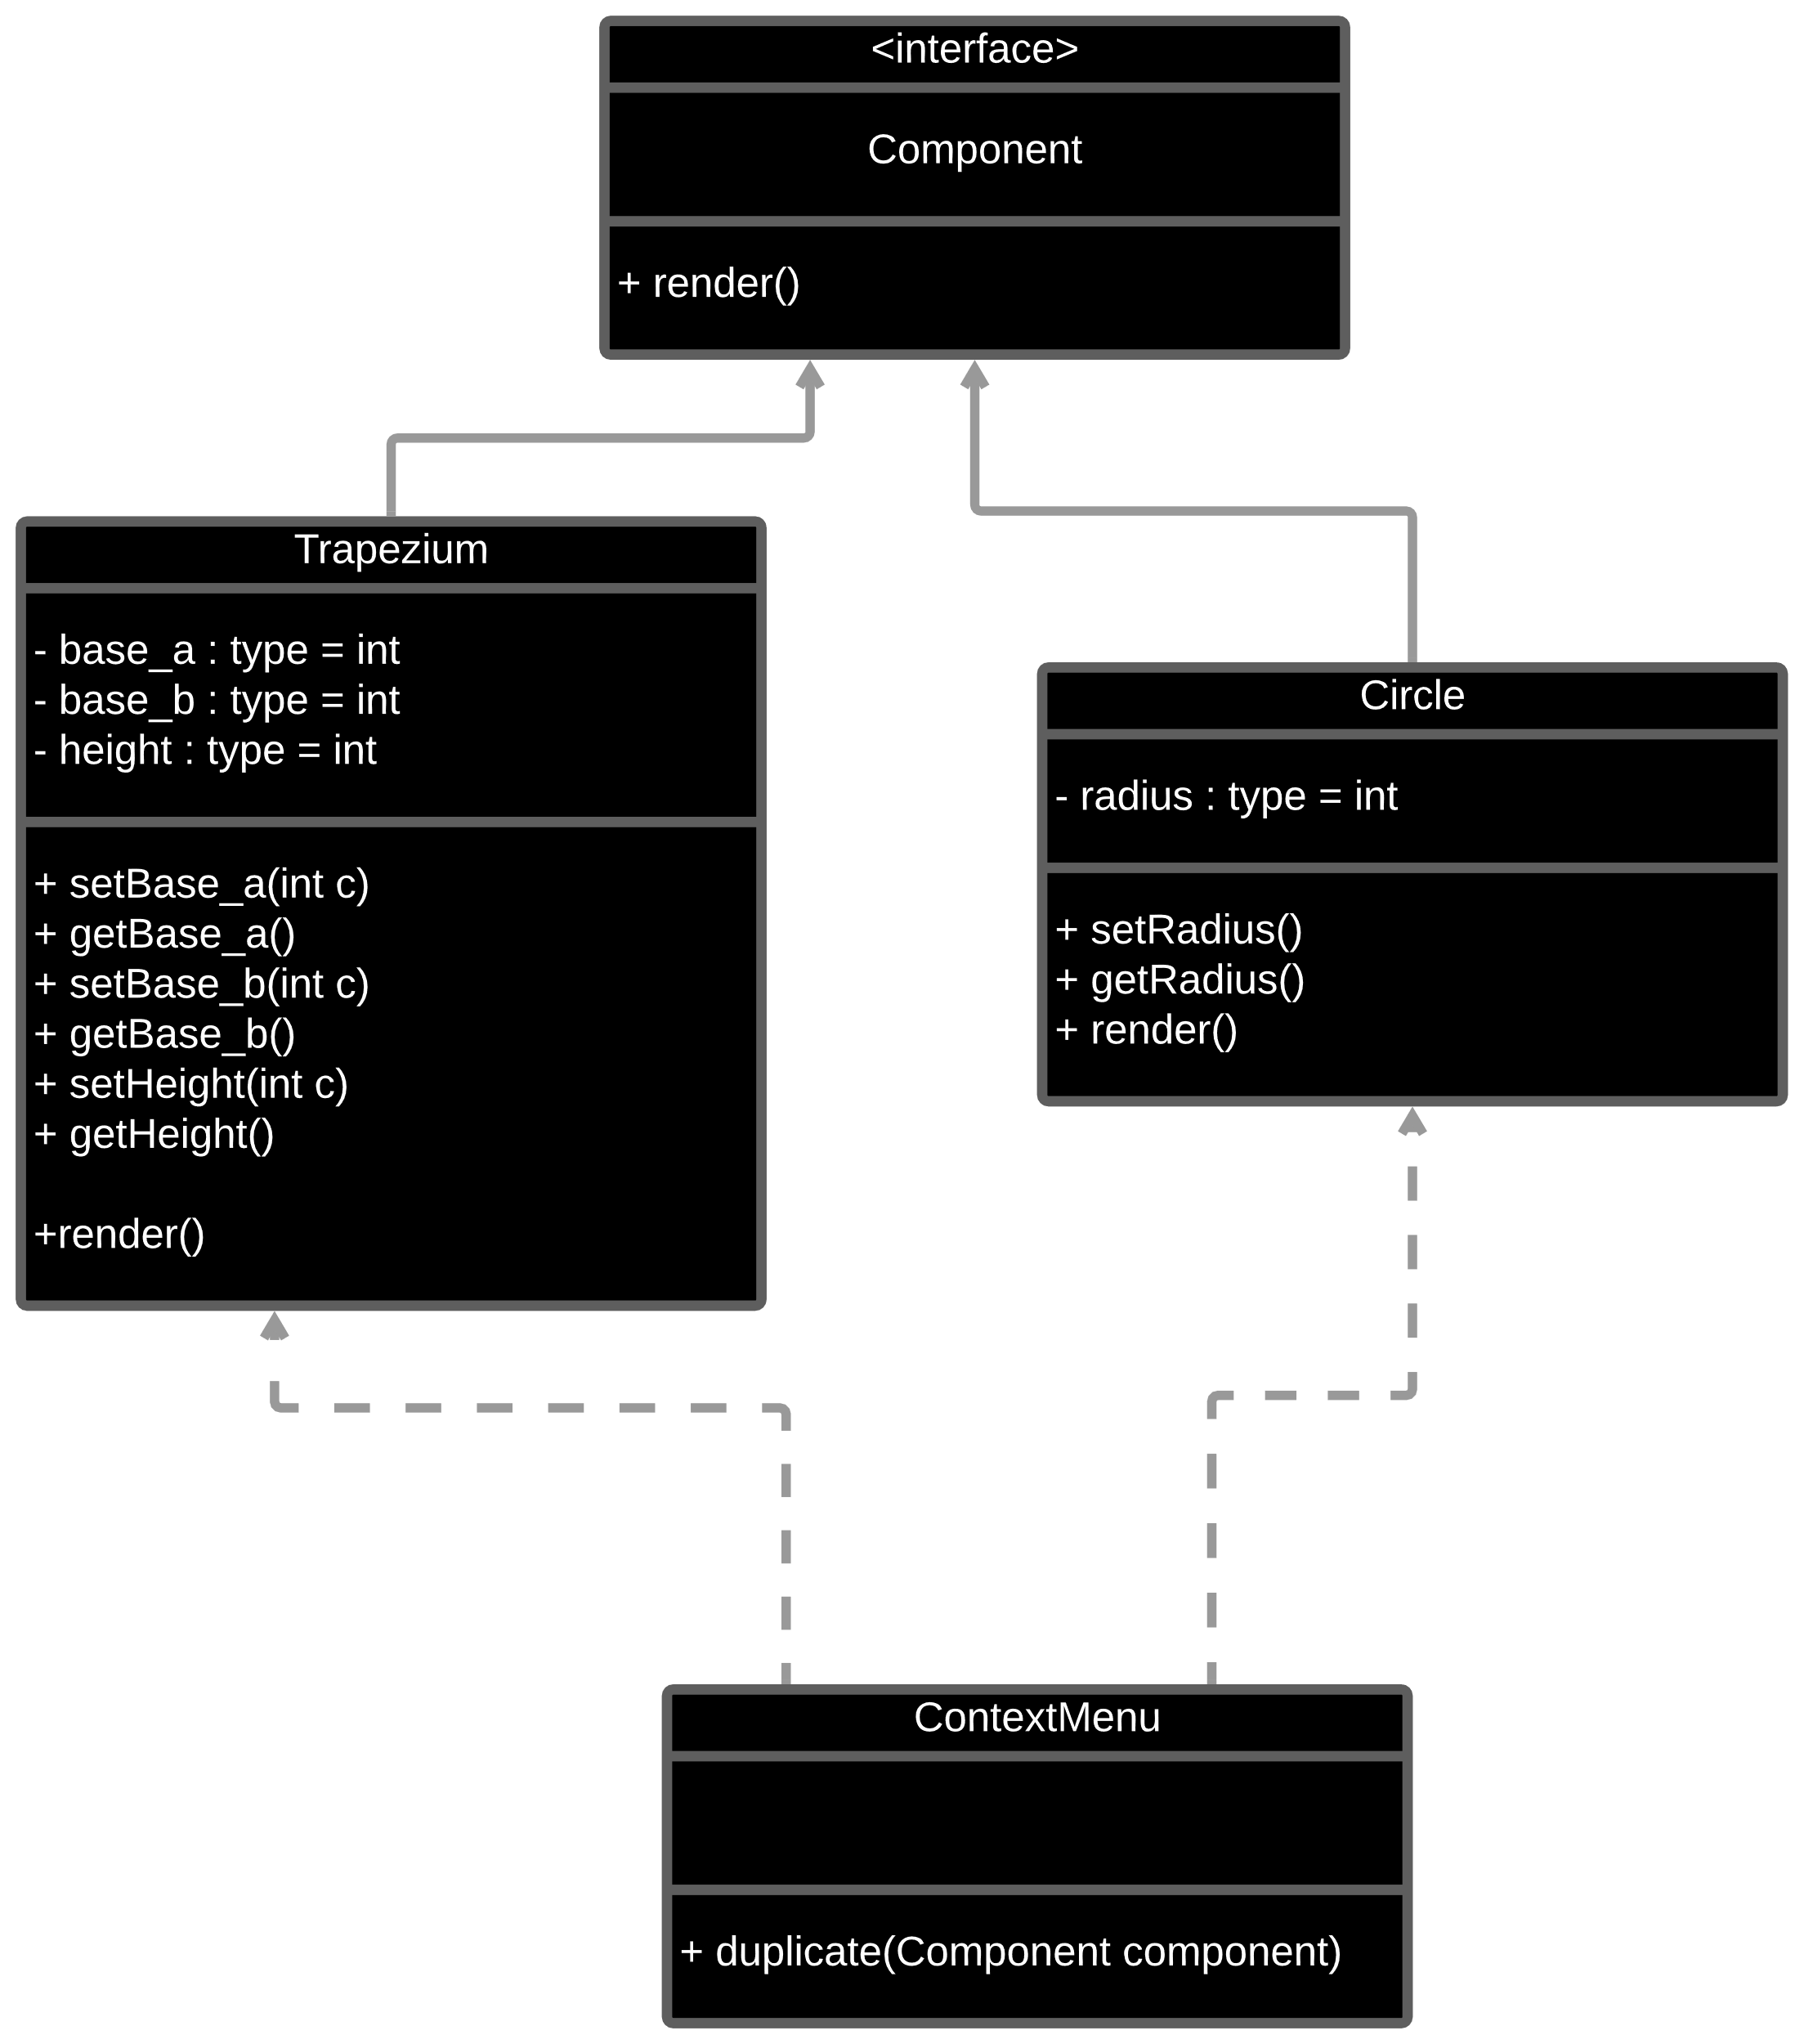 <interface>
Component
+ render()
Trapezium
- base_a : type = int
- base_b : type = int
- height : type = int
+ setBase_a(int c)
+ getBase_a()
+ setBase_b(int c)
+ getBase_b()
+ setHeight(int c)
+ getHeight()
+render()
Circle
- radius : type = int
+ setRadius()
+ getRadius()
+ render()
ContextMenu
+ duplicate(Component component)